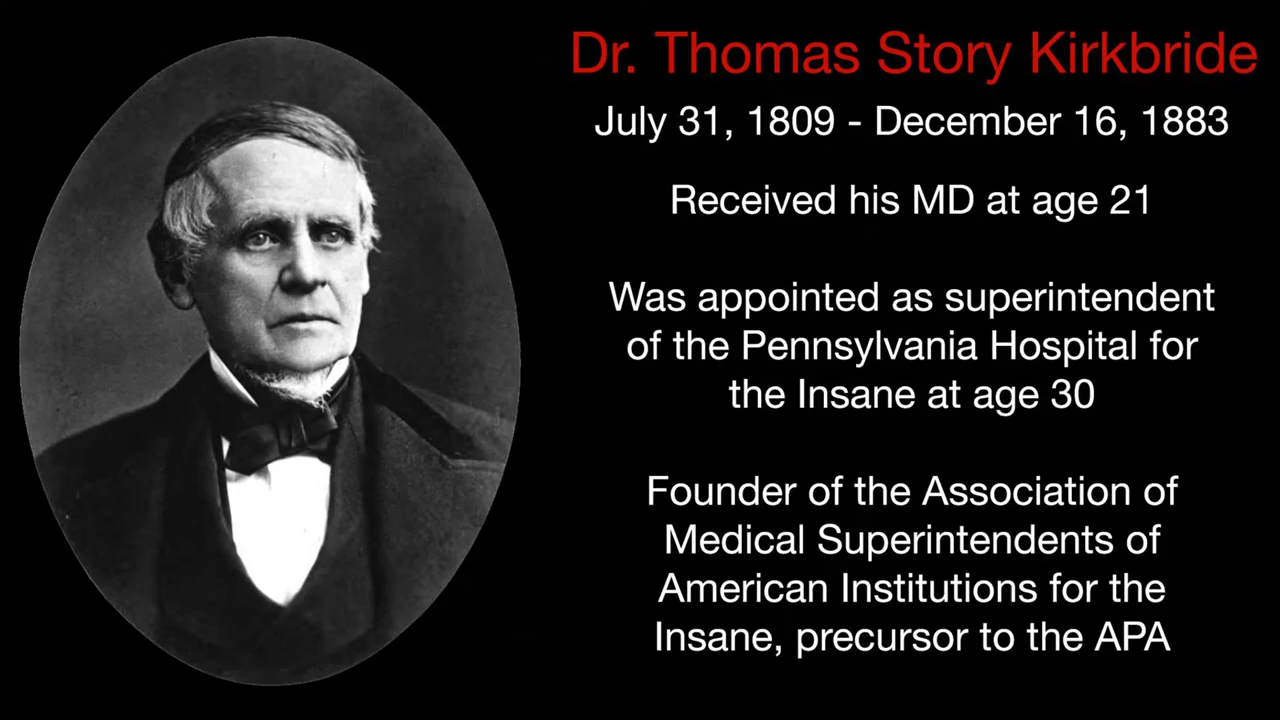 Dr. Thomas Story Kirkbride
July 31, 1809 - December 16, 1883
Received his MD at age 21
Was appointed as superintendent
of the Pennsylvania Hospital for
the Insane at age 30
Founder of the Association of
Medical Superintendents of
American Institutions for the
Insane, precursor to the APA